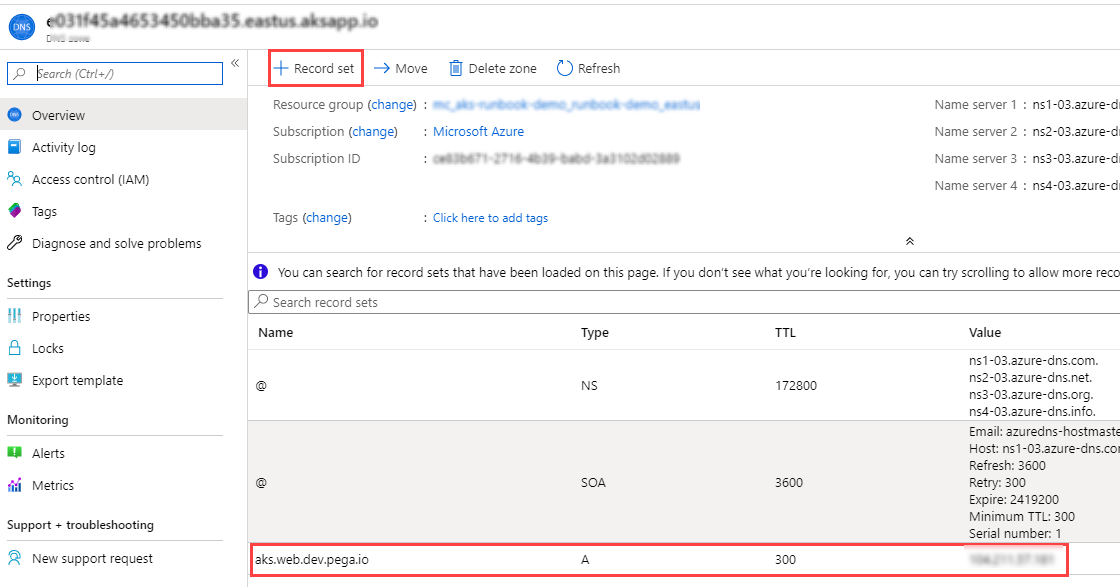 DNS
DNS zone
Search (Ctrl+/)
«
Overview
Activity log
Access control (IAM)
Tags
Diagnose and solve problems
Settings
Properties
Locks
Export template
Monitoring
Alerts
Metrics
Support + troubleshooting
New support request
+ Record set → Move Delete zone Refresh
Resource group (change) :
Subscription (change) : Microsoft Azure
Subscription ID :
Tags (change) : Click here to add tags
Name server 1 : ns1-03.azure-dn
Name server 2 : ns2-03.azure-dn
Name server 3 : ns3-03.azure-dn
Name server 4 : ns4-03.azure-dn
You can search for record sets that have been loaded on this page. If you don't see what you're looking for, you can try scrolling to allow more reco
Search record sets
Name Type TTL Value
@ NS 172800
ns1-03.azure-dns.com.
ns2-03.azure-dns.net.
ns3-03.azure-dns.org.
ns4-03.azure-dns.info.
@ SOA 3600
Email: azuredns-hostmaste
Host: ns1-03.azure-dns.co
Refresh: 3600
Retry: 300
Expire: 2419200
Minimum TTL: 300
Serial number: 1
aks.web.dev.pega.io A 300